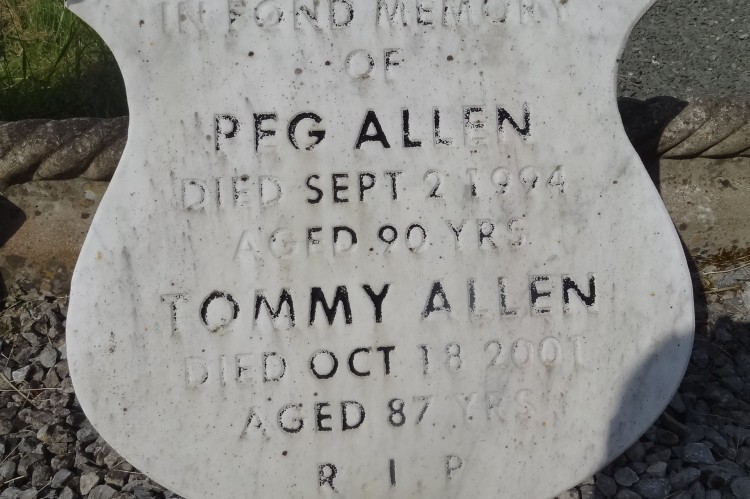 IN FOND MEMORY
OF
PEG ALLEN
DIED SEPT 2 1994
AGED 90 YRS
TOMMY ALLEN
DIED OCT 18 2001
AGED 87 YRS
R I P